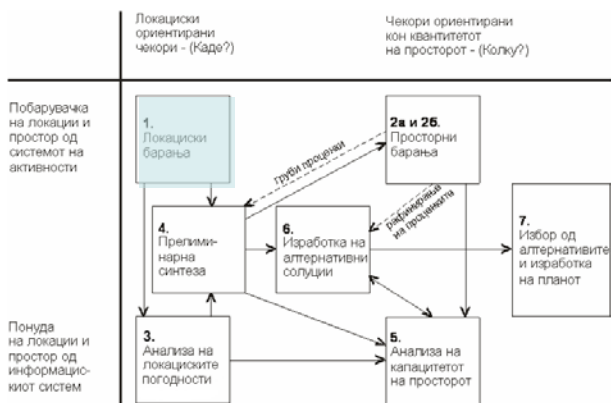 Локациски
ориентирани
чекори - (Каде?)
Чекори ориентирани
кон квантитетот
на просторот - (Колку?)
Побарувачка
на локации и
простор од
системот на
активности
1.
Локациски
барања
2а и 2б.
Просторни
барања
груби проценки
рафинирање
на проценката
4.
Прелими-
нарна
синтеза
6.
Изработка на
алтернативни
солуции
7.
Избор од
алтернативите
и изработка
на планот
Понуда
на локации и
простор од
информацис-
киот систем
3.
Анализа на
локациските
погодности
5.
Анализа на
капацитетот
на просторот